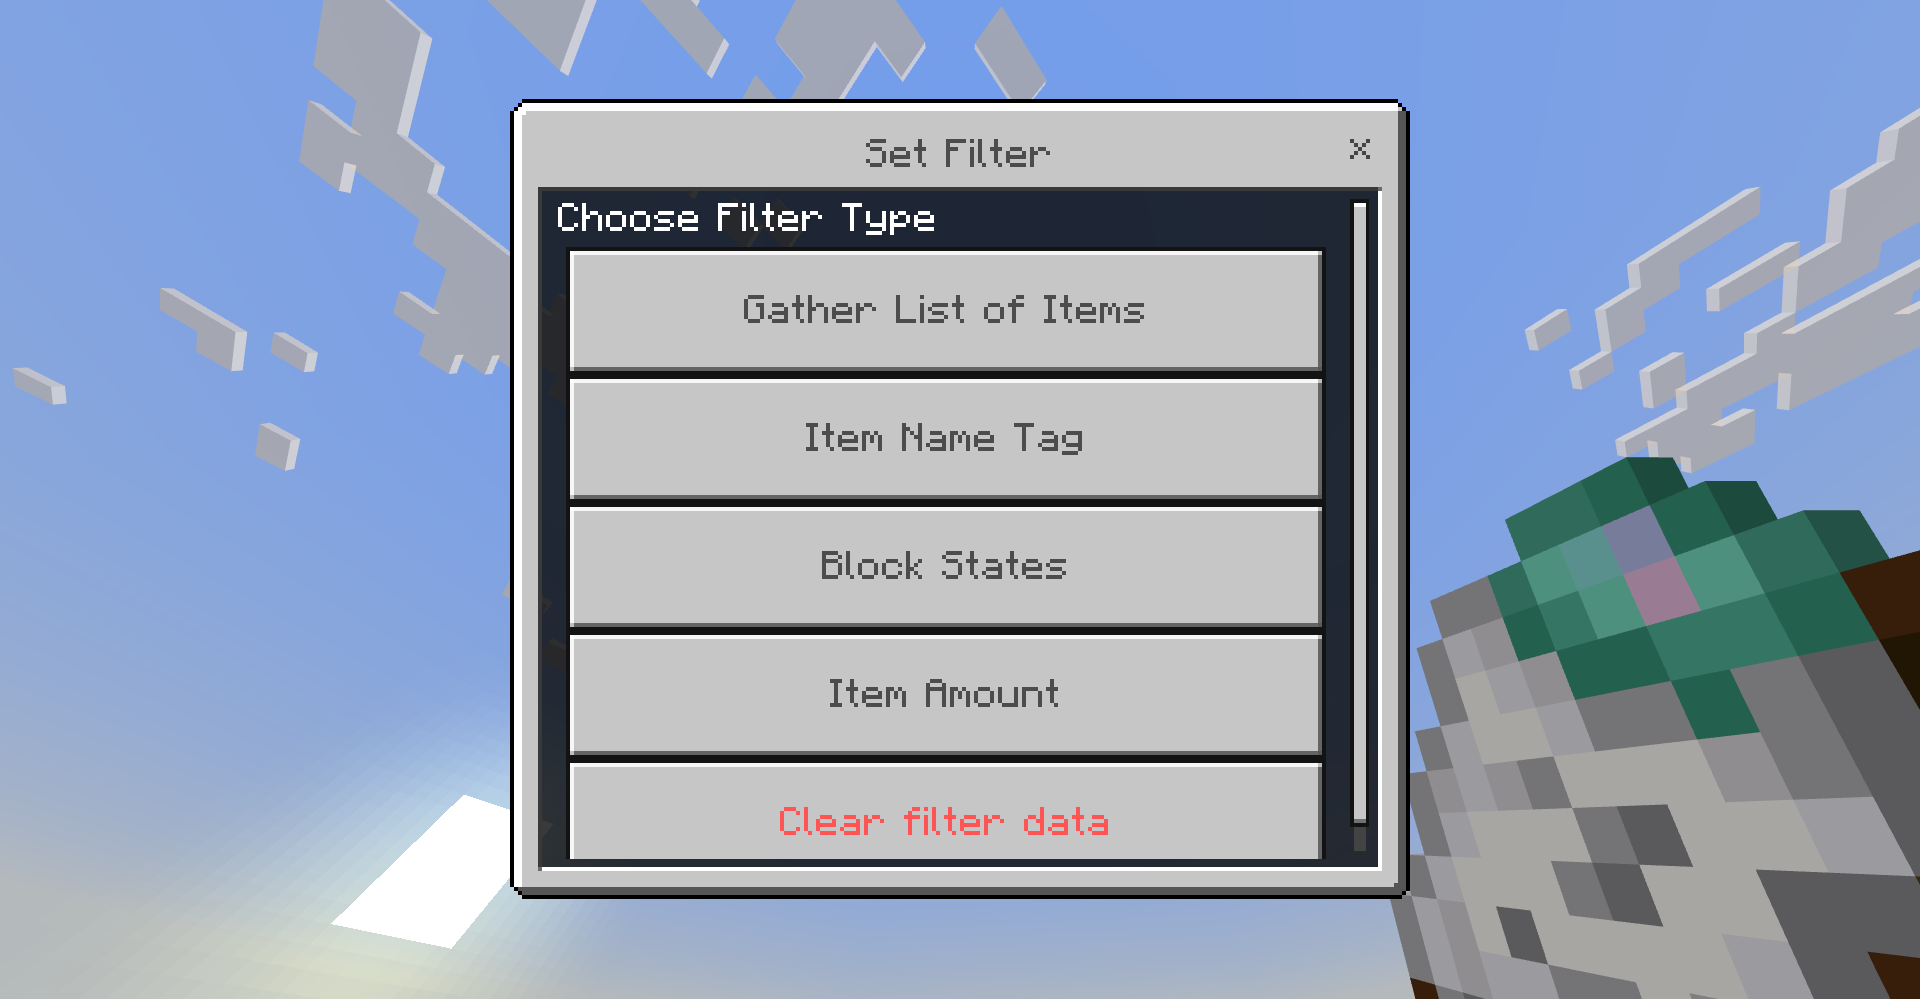 Set Filter
Choose Filter Type
Gather List of Items
Item Name Tag
Block States
Item Amount
Clear filter data